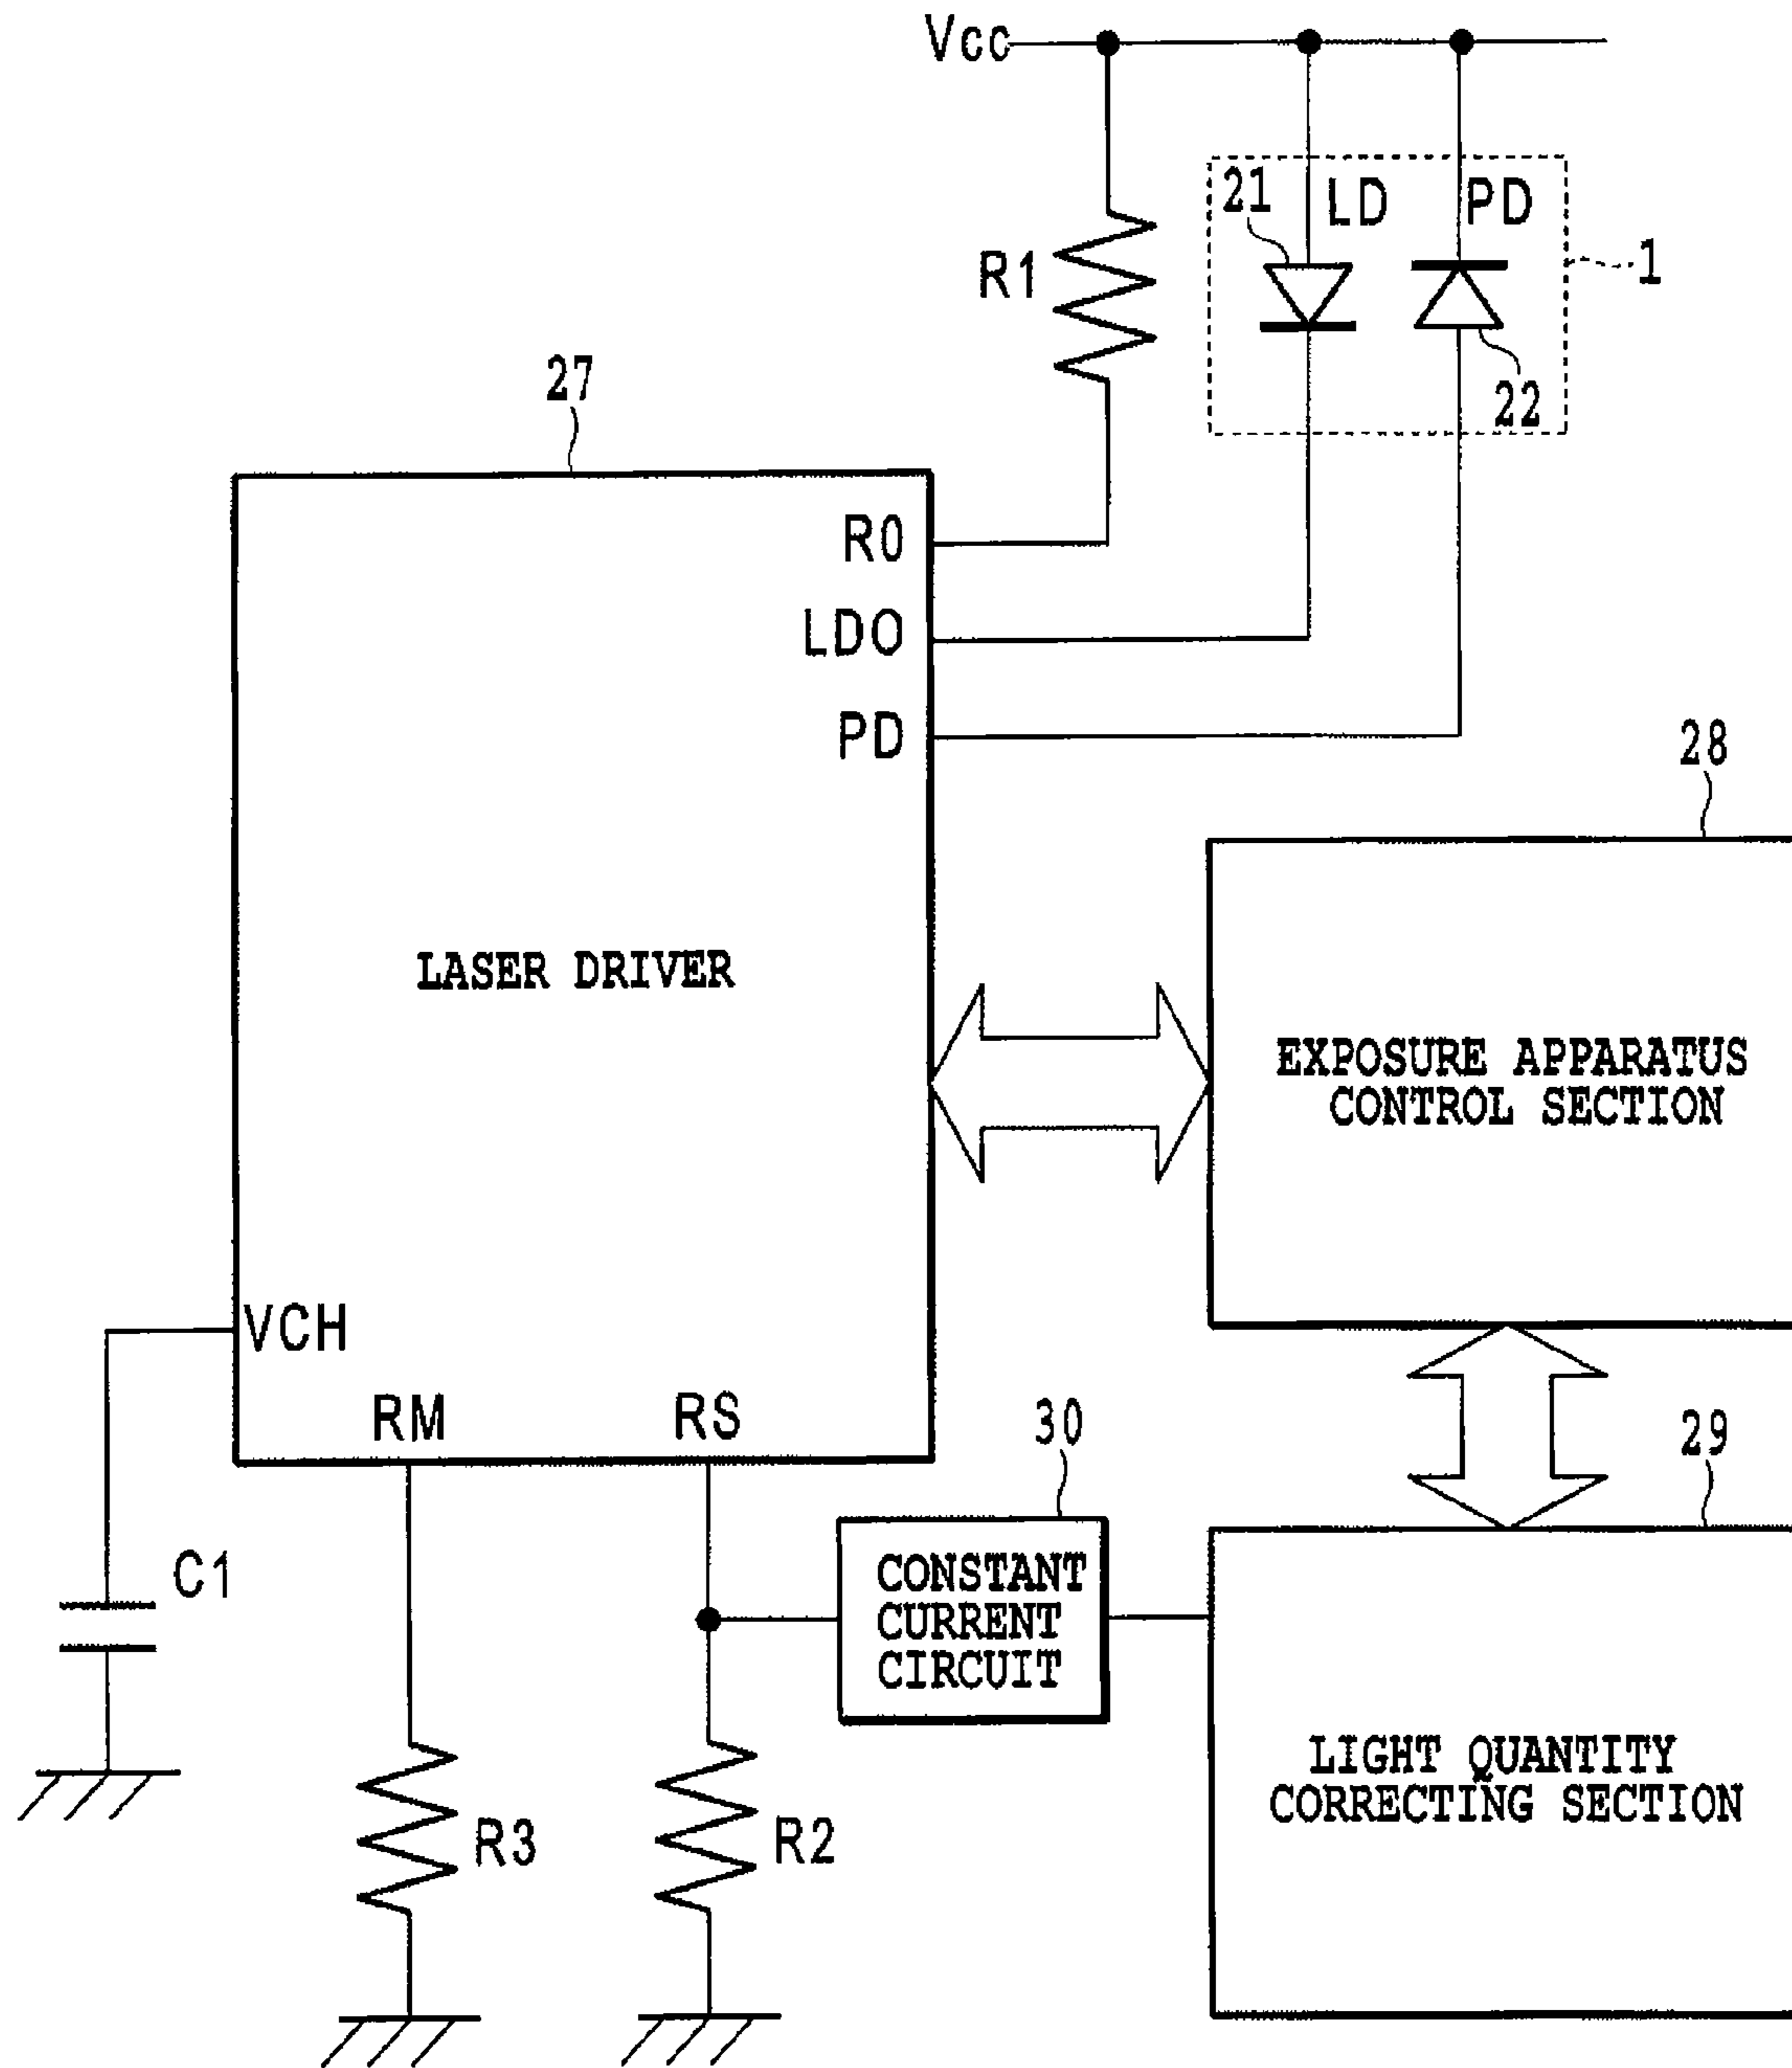 Vcc
21
LD
PD
1
R1
22
27
R0
LDO
PD
28
LASER DRIVER
EXPOSURE APPARATUS
CONTROL SECTION
VCH
RM
RS
30
29
C1
CONSTANT
CURRENT
CIRCUIT
LIGHT QUANTITY
CORRECTING SECTION
R3
R2